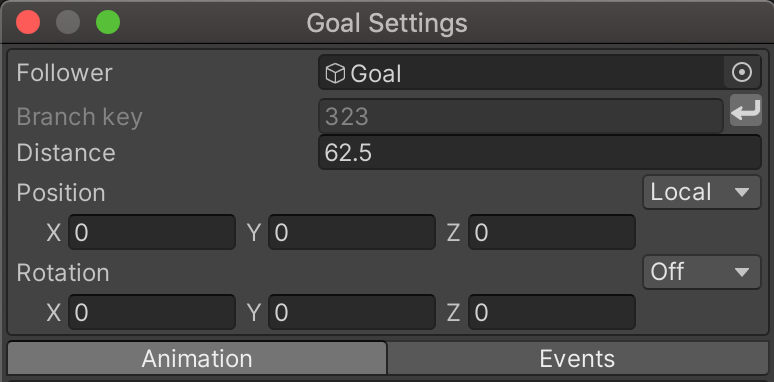 Goal Settings
Follower Goal
Branch key 323
Distance 62.5
Position Local
X 0 Y 0 Z 0
Rotation Off
X 0 Y 0 Z 0
Animation Events